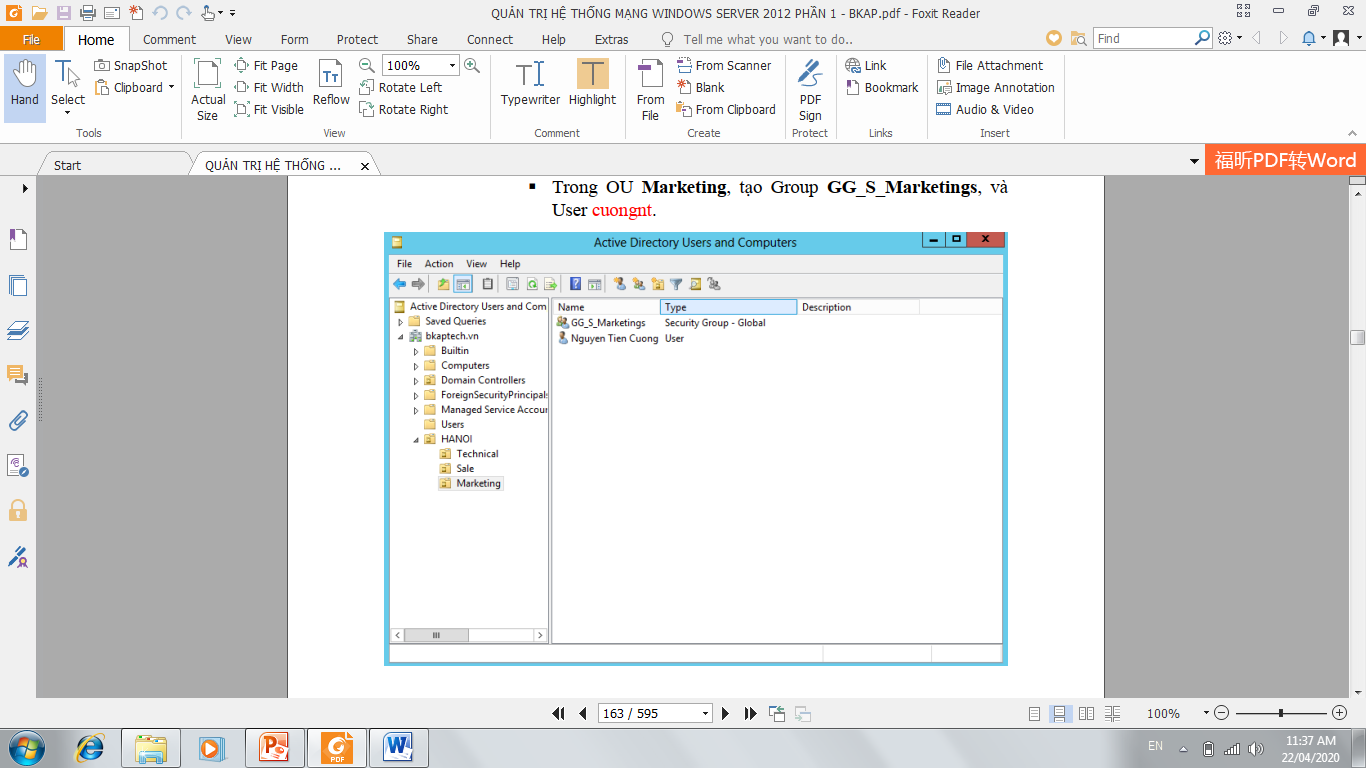 QUẢN TRỊ HỆ THỐNG MẠNG WINDOWS SERVER 2012 PHẦN 1 - BKAP.pdf - Foxit Reader
File Home Comment View Form Protect Share Connect Help Extras Tell me what you want to do.. Find
Hand
Select
SnapShot
Clipboard
Tools
Actual
Size
Fit Page
Fit Width
Fit Visible
Reflow
100%
Rotate Left
Rotate Right
View
Typewriter
Highlight
Comment
From
File
From Scanner
Blank
From Clipboard
Create
PDF
Sign
Protect
Link
Bookmark
Links
File Attachment
Image Annotation
Audio & Video
Insert
Start
QUẢN TRỊ HỆ THỐNG ...
福昕PDF转Word
Trong OU Marketing, tạo Group GG_S_Marketings, và
User cuongnt.
Active Directory Users and Computers
File Action View Help
Active Directory Users and Com
Saved Queries
bkaptech.vn
Builtin
Computers
Domain Controllers
ForeignSecurityPrincipals
Managed Service Accour
Users
HANOI
Technical
Sale
Marketing
Name Type Description
GG_S_Marketings Security Group - Global
Nguyen Tien Cuong User
163 / 595
100%
EN
11:37 AM
22/04/2020